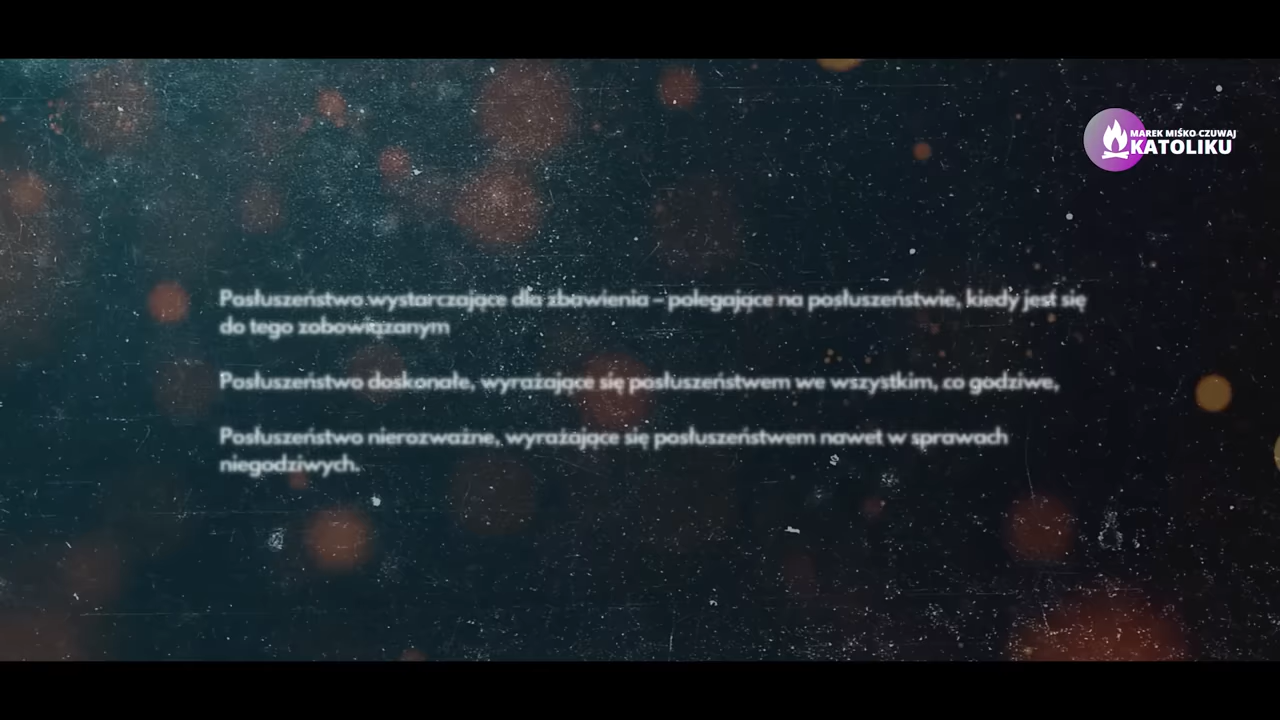 MAREK MIŚKO CZUWAJ
KATOLIKU
Posłuszeństwo wystarczające dla zbawienia – polegające na posłuszeństwie, kiedy jest się
do tego zobowiązanym
Posłuszeństwo doskonałe, wyrażające się posłuszeństwem we wszystkim, co godziwe,
Posłuszeństwo nierozważne, wyrażające się posłuszeństwem nawet w sprawach
niegodziwych.